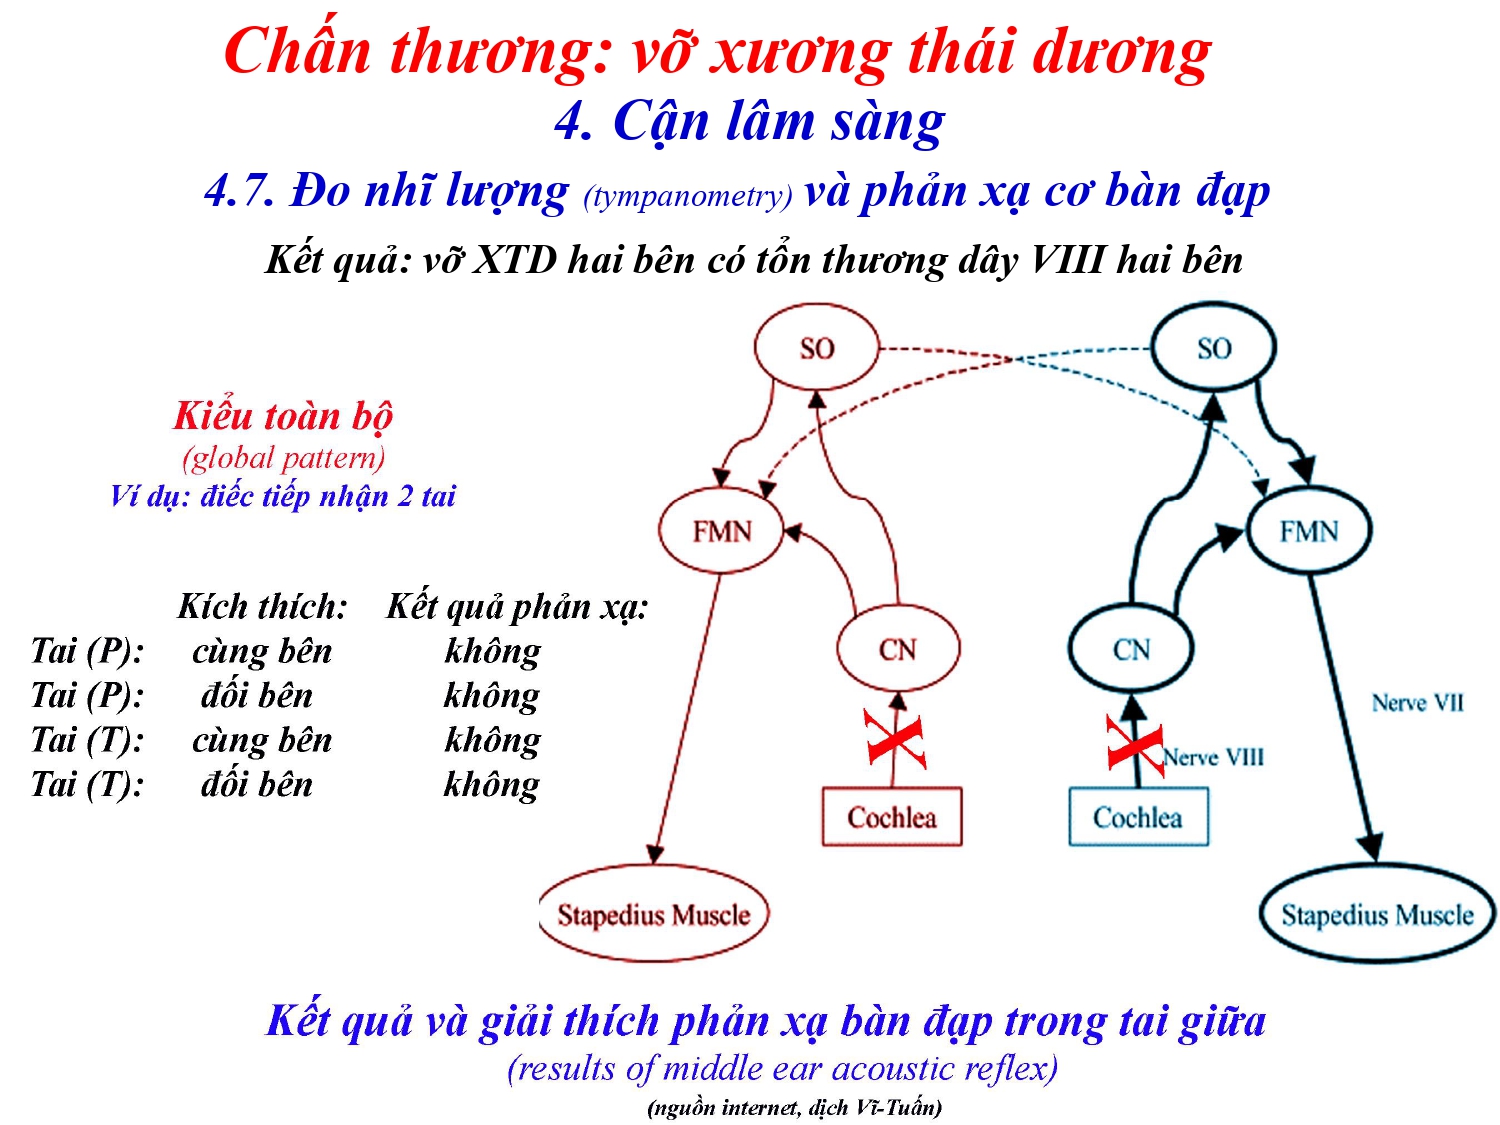 Chấn thương: vỡ xương thái dương
4. Cận lâm sàng
4.7. Đo nhĩ lượng (tympanometry) và phản xạ cơ bàn đạp
Kết quả: vỡ XTD hai bên có tổn thương dây VIII hai bên
SO
SO
Kiểu toàn bộ
(global pattern)
Ví dụ: điếc tiếp nhận 2 tai
FMN
FMN
Kích thích: Kết quả phản xạ:
Tai (P): cùng bên không
Tai (P): đối bên không
Tai (T): cùng bên không
Tai (T): đối bên không
CN
CN
Nerve VII
X
X
Nerve VIII
Cochlea
Cochlea
Stapedius Muscle
Stapedius Muscle
Kết quả và giải thích phản xạ bàn đạp trong tai giữa
(results of middle ear acoustic reflex)
(nguồn internet, dịch Vĩ-Tuấn)